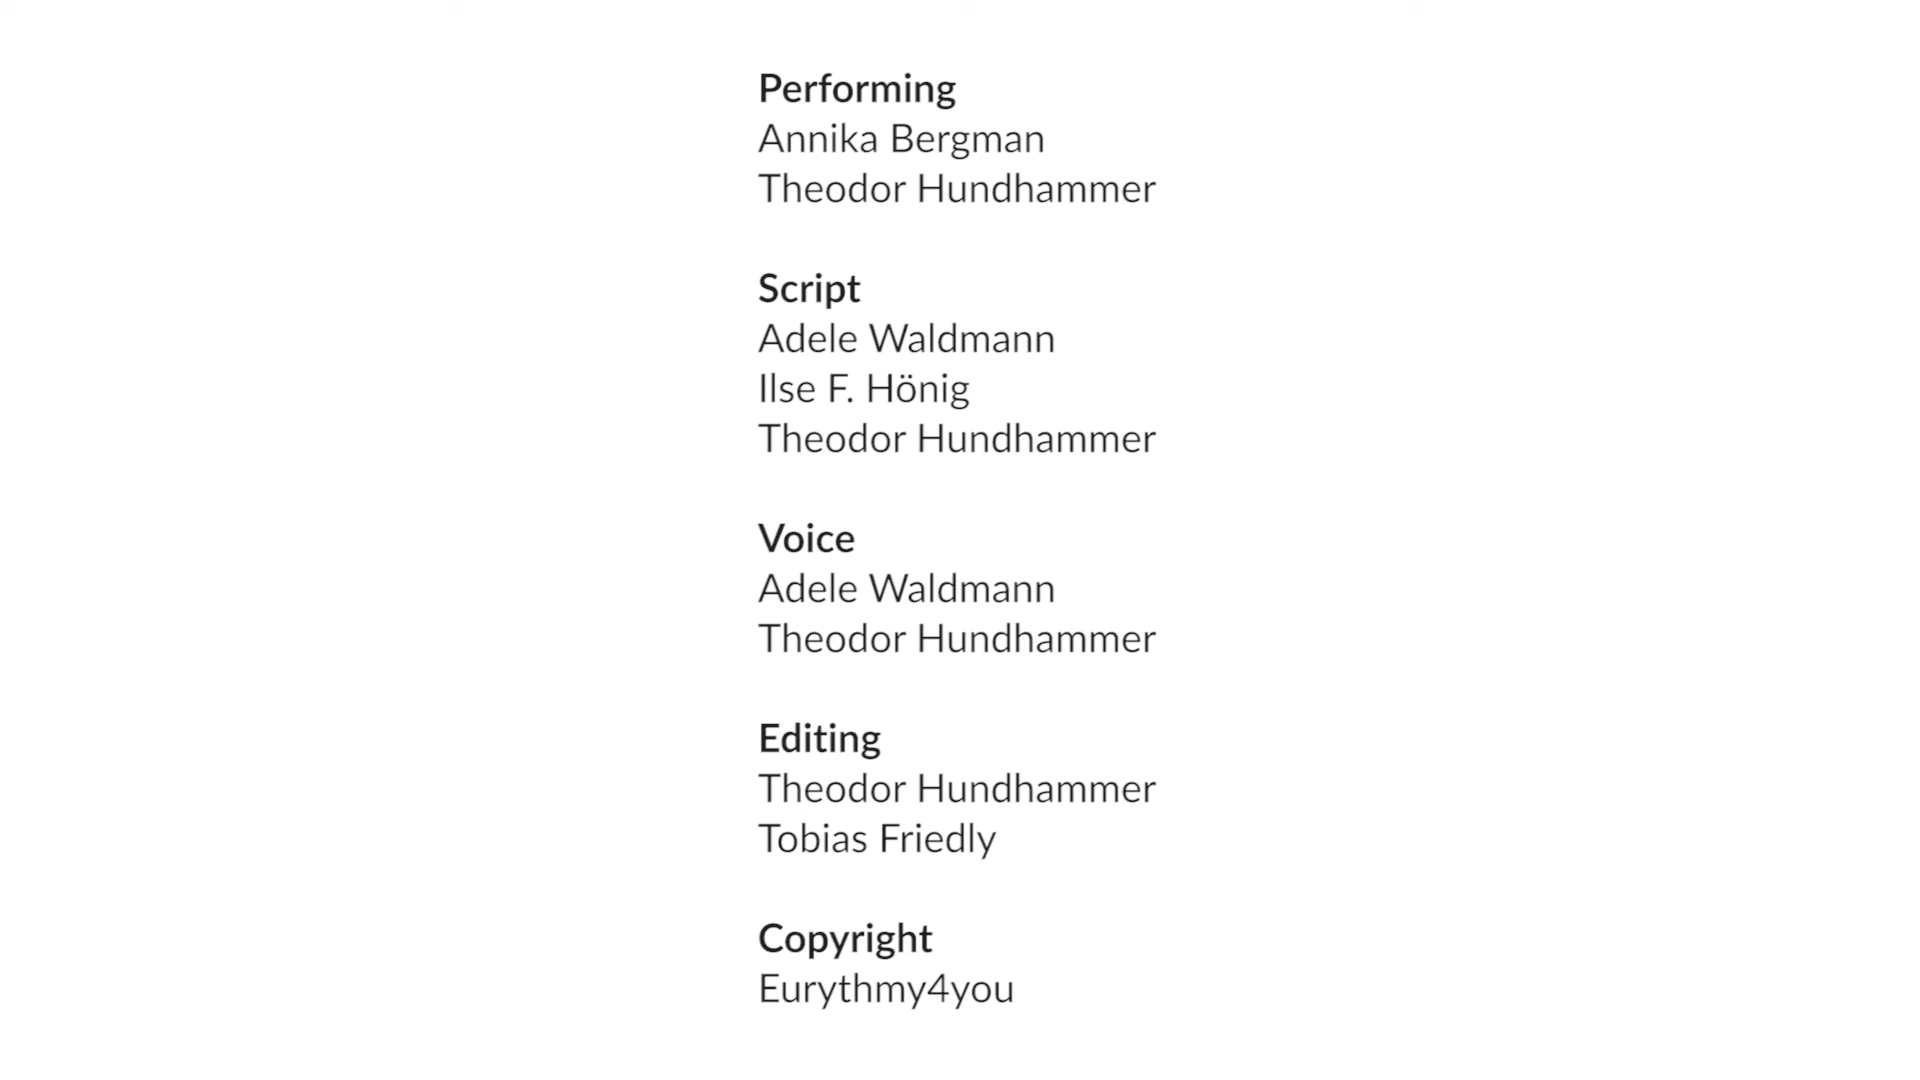 Performing
Annika Bergman
Theodor Hundhammer
Script
Adele Waldmann
Ilse F. Hönig
Theodor Hundhammer
Voice
Adele Waldmann
Theodor Hundhammer
Editing
Theodor Hundhammer
Tobias Friedly
Copyright
Eurythmy4you